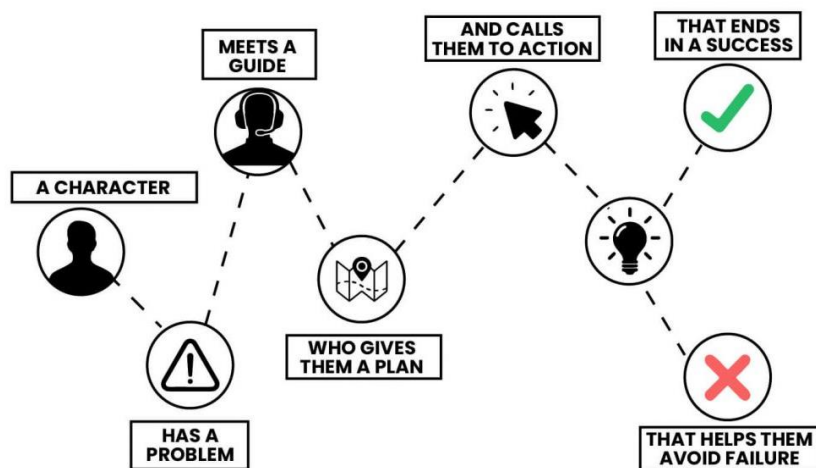 A CHARACTER
HAS A
PROBLEM
MEETS A
GUIDE
WHO GIVES
THEM A PLAN
AND CALLS
THEM TO ACTION
THAT ENDS
IN A SUCCESS
THAT HELPS THEM
AVOID FAILURE